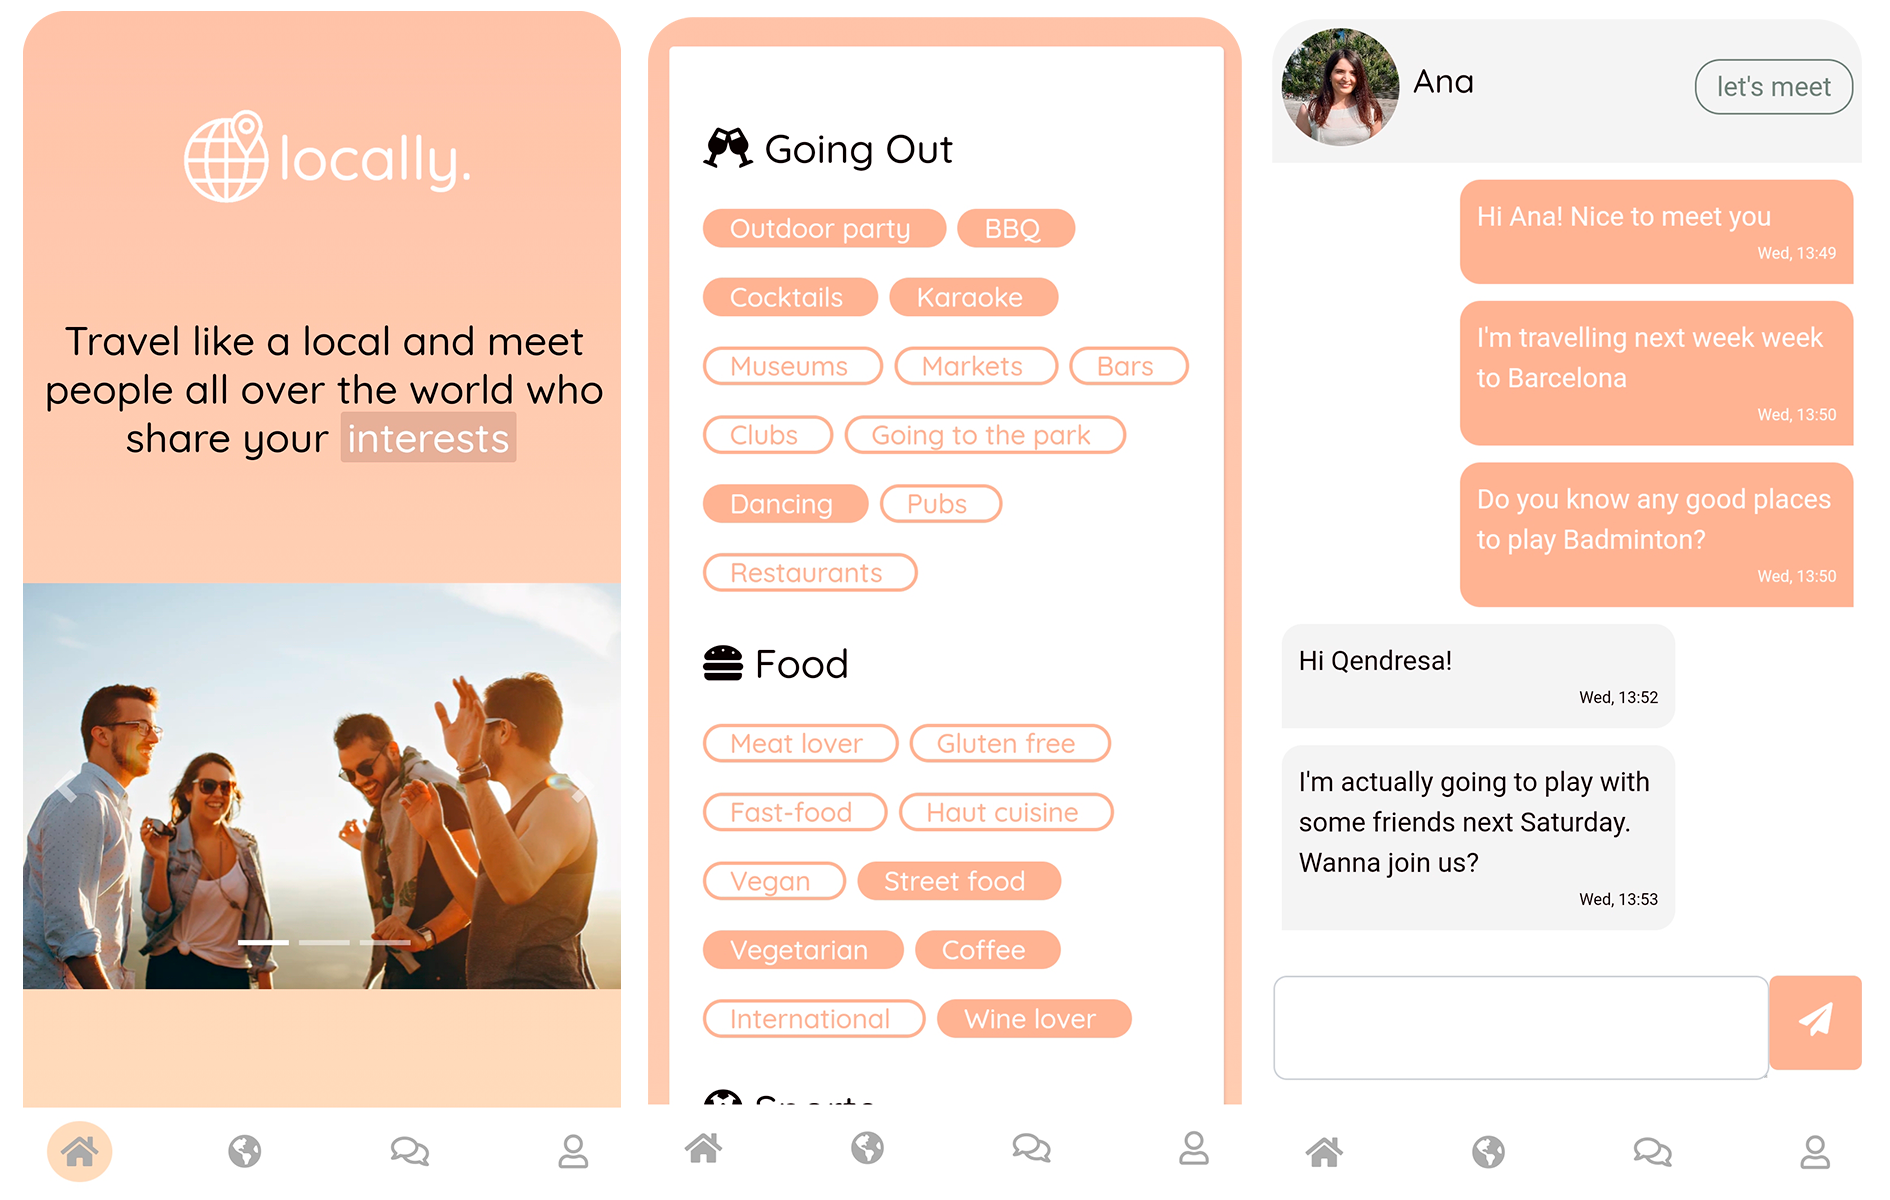 locally.
Travel like a local and meet
people all over the world who
share your interests
Going Out
Outdoor party BBQ
Cocktails Karaoke
Museums Markets Bars
Clubs Going to the park
Dancing Pubs
Restaurants
Food
Meat lover Gluten free
Fast-food Haut cuisine
Vegan Street food
Vegetarian Coffee
International Wine lover
Sports
Ana
let's meet
Hi Ana! Nice to meet you
Wed, 13:49
I'm travelling next week week
to Barcelona
Wed, 13:50
Do you know any good places
to play Badminton?
Wed, 13:50
Hi Qendresa!
Wed, 13:52
I'm actually going to play with
some friends next Saturday.
Wanna join us?
Wed, 13:53